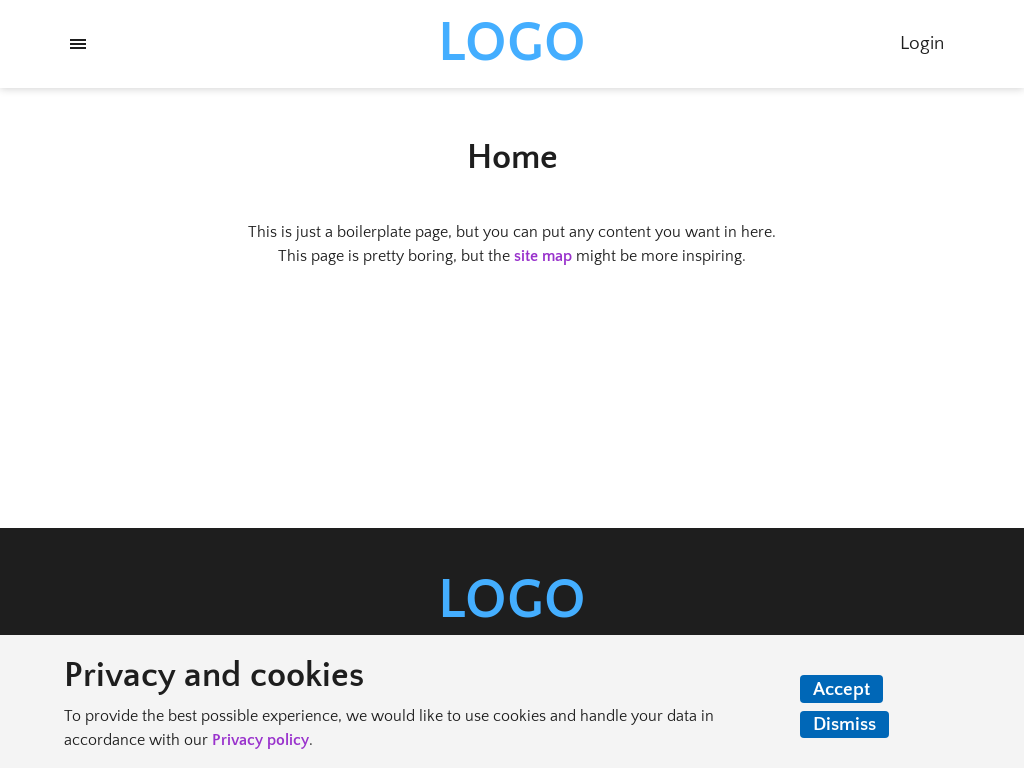 LOGO
Login
Home
This is just a boilerplate page, but you can put any content you want in here.
This page is pretty boring, but the site map might be more inspiring.
LOGO
Privacy and cookies
To provide the best possible experience, we would like to use cookies and handle your data in
accordance with our Privacy policy.
Accept
Dismiss